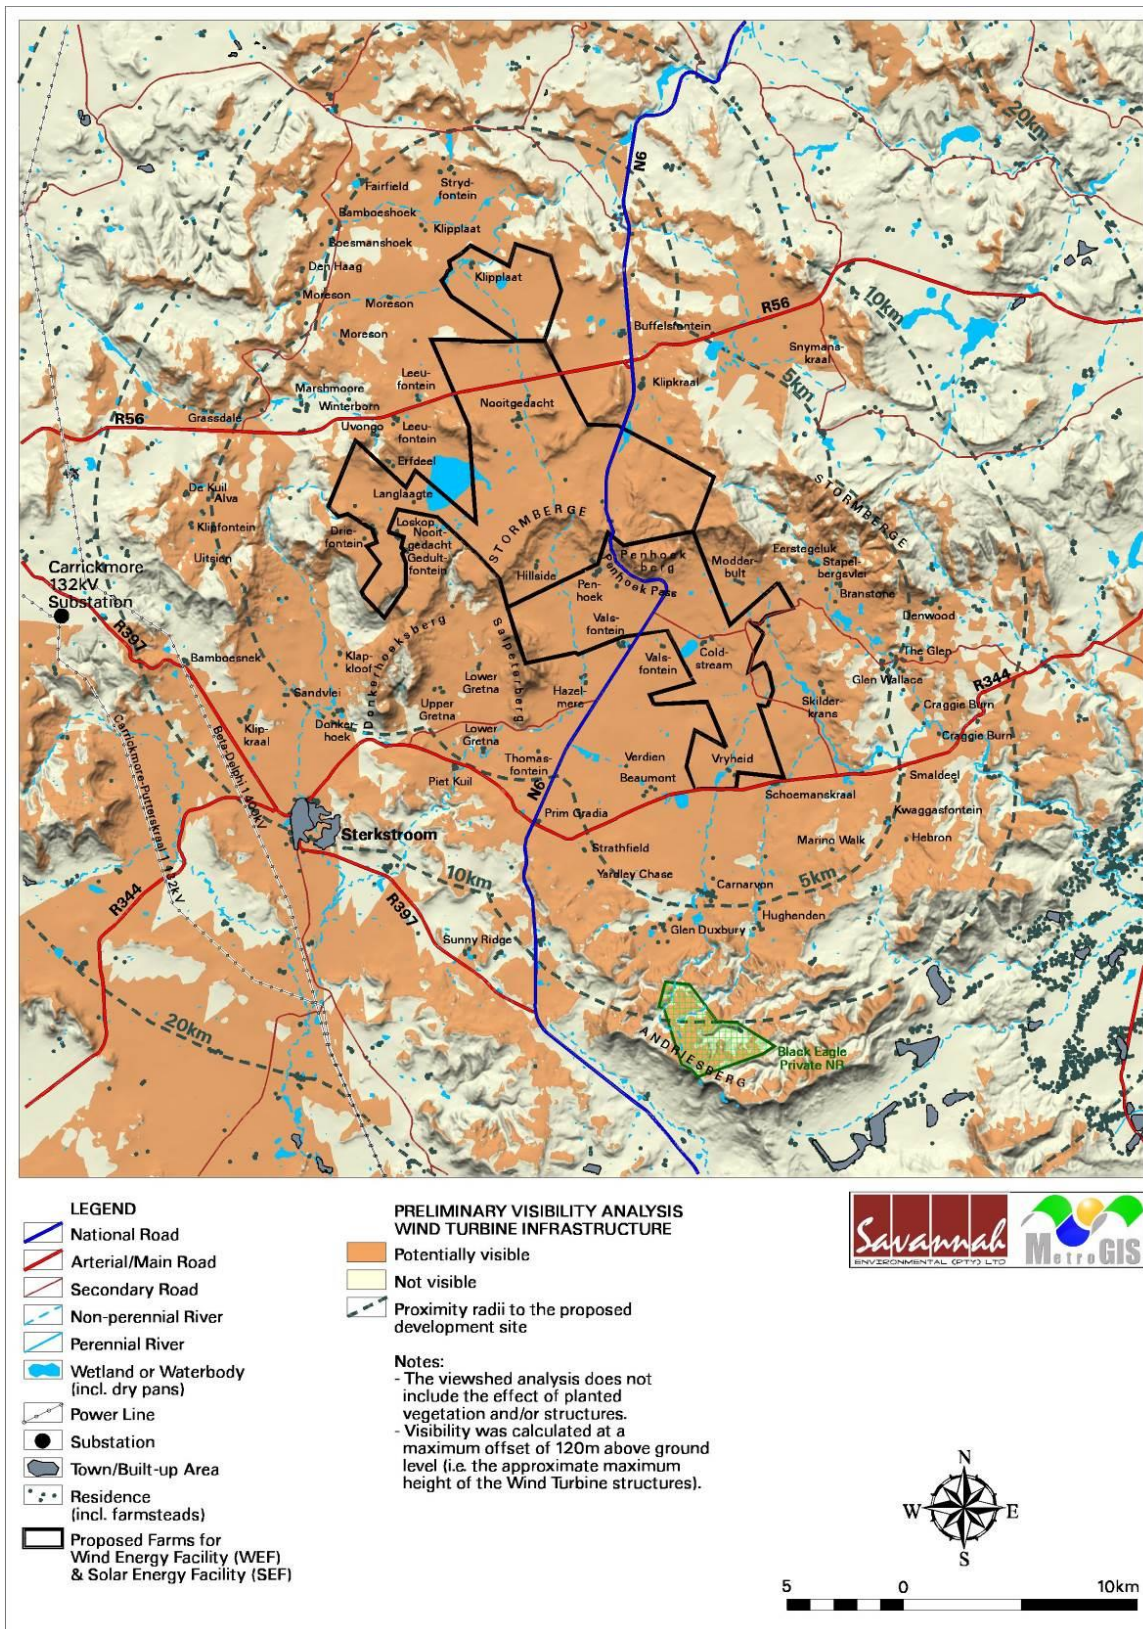 N6
20km
Fairfield
Stryd-
fontein
Bamboeshoek
Klipplaat
Boesmanshoek
Den Haag
Klipplaat
Moreson
Moreson
10km
R56
Buffelsfontein
Moreson
Snymans-
kraal
Leeu-
fontein
Klipkraal
5km
Marshmoore
Winterborn
Nooitgedacht
Grassdale
R56
Uvongo
Leeu-
fontein
Erfdeel
STORMBERGE
De Kuil
Alva
Langlaagte
Klipfontein
Drie-
fontein
Loskop
Nooit-
gedacht
Gedult-
fontein
STORMBERGE
Uitsien
Penhoek
berg
Eerstegeluk
Modder-
bult
Stapel-
bergsvlei
Carrickmore
132kV
Substation
Hillside
Pen-
hoek
Penhoek Pass
Branstone
Denwood
R397
Donkerhoeksberg
Salpeterberg
Vals-
fontein
The Glen
Bamboesnek
Klap-
kloof
Vals-
fontein
Cold-
stream
Glen Wallace
R344
Lower
Gretna
Hazel-
mere
Sandvlei
Upper
Gretna
Skilder-
krans
Craggie Burn
Klip-
kraal
Donker-
hoek
Lower
Gretna
Craggie Burn
Carrickmore-Putterskraal 1 132kV
Beta-Delphi 1 400kV
Thomas-
fontein
Verdien
Vryheid
Piet Kuil
Beaumont
Smaldeel
Schoemanskraal
N6
Prim Gradia
Kwaggasfontein
Sterkstroom
Strathfield
Marino Walk
Hebron
10km
Yardley Chase
5km
R344
R397
Carnarvon
Hughenden
Glen Duxbury
Sunny Ridge
20km
ANDRIESBERG
Black Eagle
Private NR
LEGEND
National Road
Arterial/Main Road
Secondary Road
Non-perennial River
Perennial River
Wetland or Waterbody
(incl. dry pans)
Power Line
Substation
Town/Built-up Area
Residence
(incl. farmsteads)
Proposed Farms for
Wind Energy Facility (WEF)
& Solar Energy Facility (SEF)
PRELIMINARY VISIBILITY ANALYSIS
WIND TURBINE INFRASTRUCTURE
Potentially visible
Not visible
Proximity radii to the proposed
development site
Notes:
- The viewshed analysis does not
include the effect of planted
vegetation and/or structures.
- Visibility was calculated at a
maximum offset of 120m above ground
level (i.e. the approximate maximum
height of the Wind Turbine structures).
Savannah
ENVIRONMENTAL (PTY) LTD
MetroGIS
N
W
E
S
5
0
10km